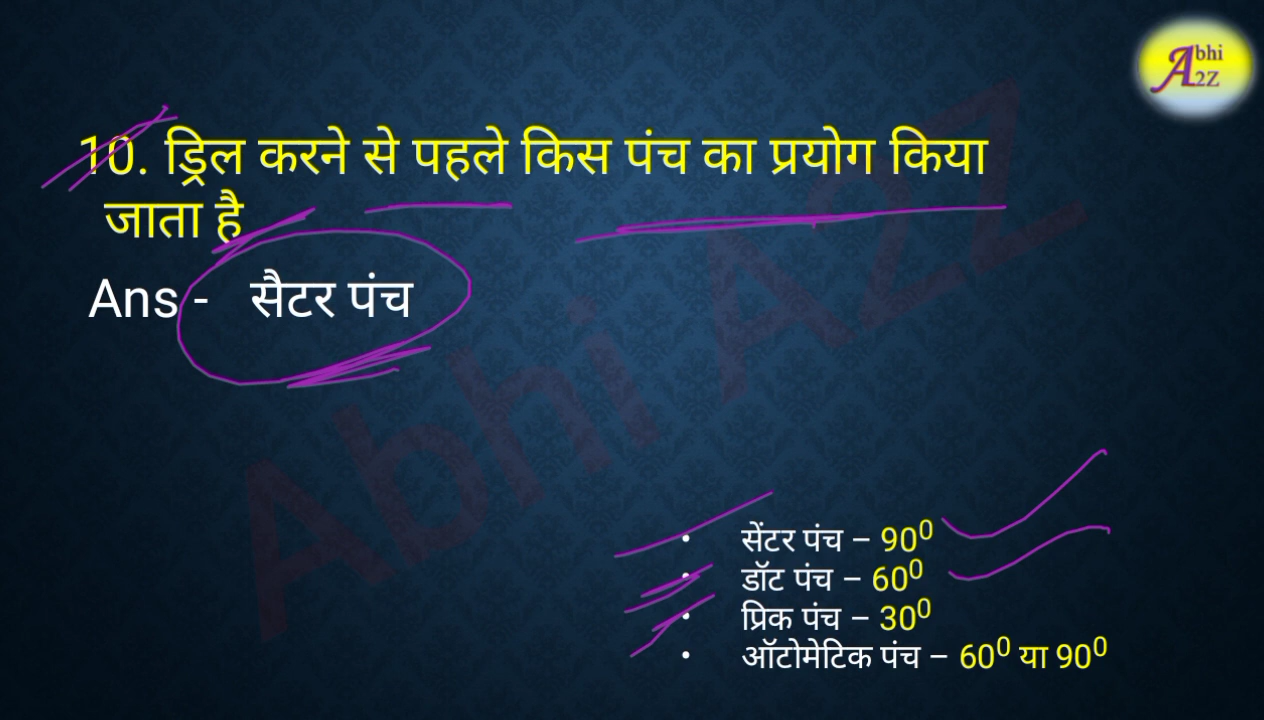 Abhi
A2Z
10. ड्रिल करने से पहले किस पंच का प्रयोग किया
जाता है
Ans - सैटर पंच
Abhi A2Z
• सेंटर पंच – 90⁰
• डॉट पंच – 60⁰
• प्रिक पंच – 30⁰
• ऑटोमेटिक पंच – 60⁰ या 90⁰